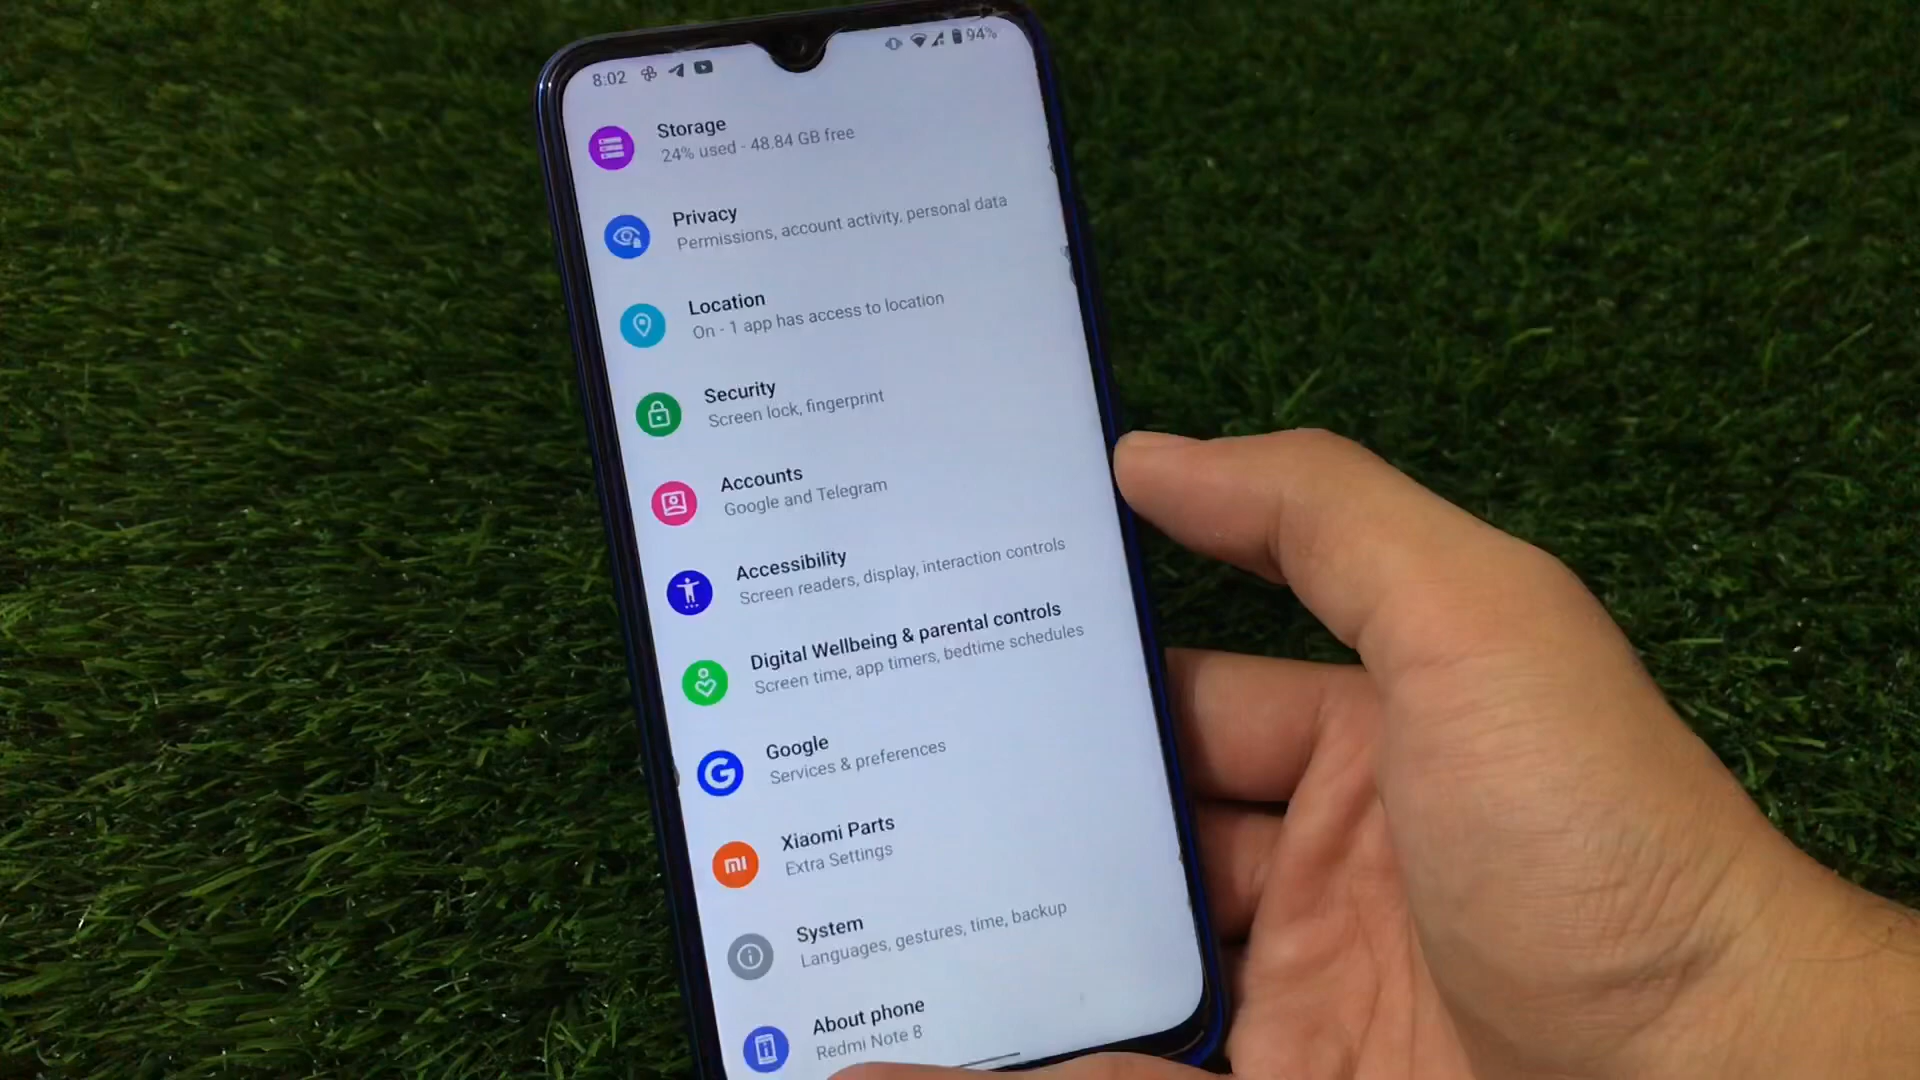 8:02 94%
Storage
24% used - 48.84 GB free
Privacy
Permissions, account activity, personal data
Location
On - 1 app has access to location
Security
Screen lock, fingerprint
Accounts
Google and Telegram
Accessibility
Screen readers, display, interaction controls
Digital Wellbeing & parental controls
Screen time, app timers, bedtime schedules
G
Google
Services & preferences
mi
Xiaomi Parts
Extra Settings
System
Languages, gestures, time, backup
About phone
Redmi Note 8